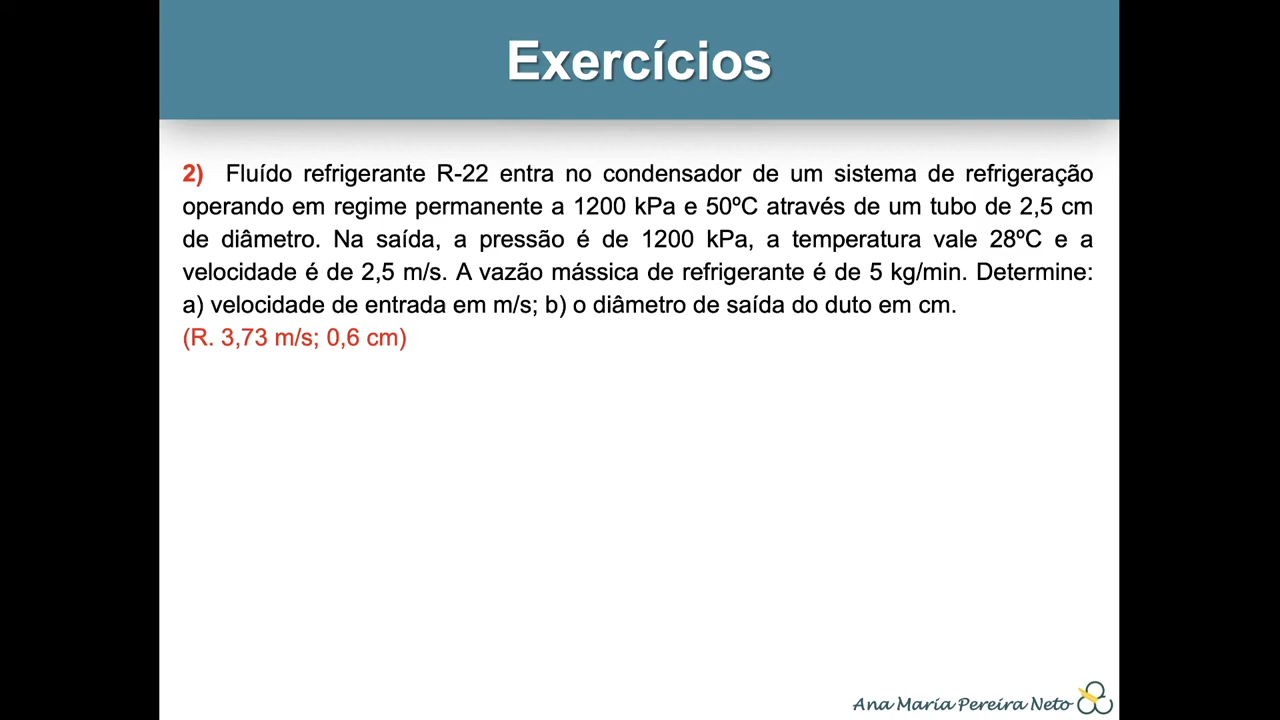 Exercícios
2) Fluído refrigerante R-22 entra no condensador de um sistema de refrigeração
operando em regime permanente a 1200 kPa e 50ºC através de um tubo de 2,5 cm
de diâmetro. Na saída, a pressão é de 1200 kPa, a temperatura vale 28ºC e a
velocidade é de 2,5 m/s. A vazão mássica de refrigerante é de 5 kg/min. Determine:
a) velocidade de entrada em m/s; b) o diâmetro de saída do duto em cm.
(R. 3,73 m/s; 0,6 cm)
Ana Maria Pereira Neto